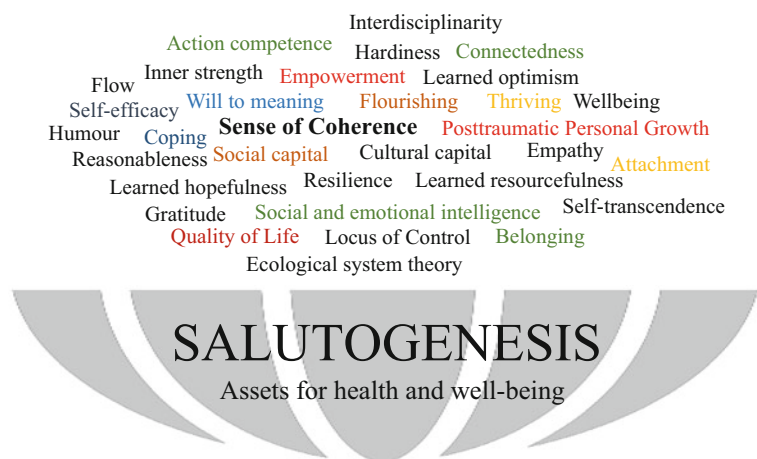 Interdisciplinarity
Action competence Hardiness Connectedness
Flow Inner strength Empowerment Learned optimism
Self-efficacy Will to meaning Flourishing Thriving Wellbeing
Humour Coping Sense of Coherence Posttraumatic Personal Growth
Reasonableness Social capital Cultural capital Empathy Attachment
Learned hopefulness Resilience Learned resourcefulness
Gratitude Social and emotional intelligence Self-transcendence
Quality of Life Locus of Control Belonging
Ecological system theory
SALUTOGENESIS
Assets for health and well-being